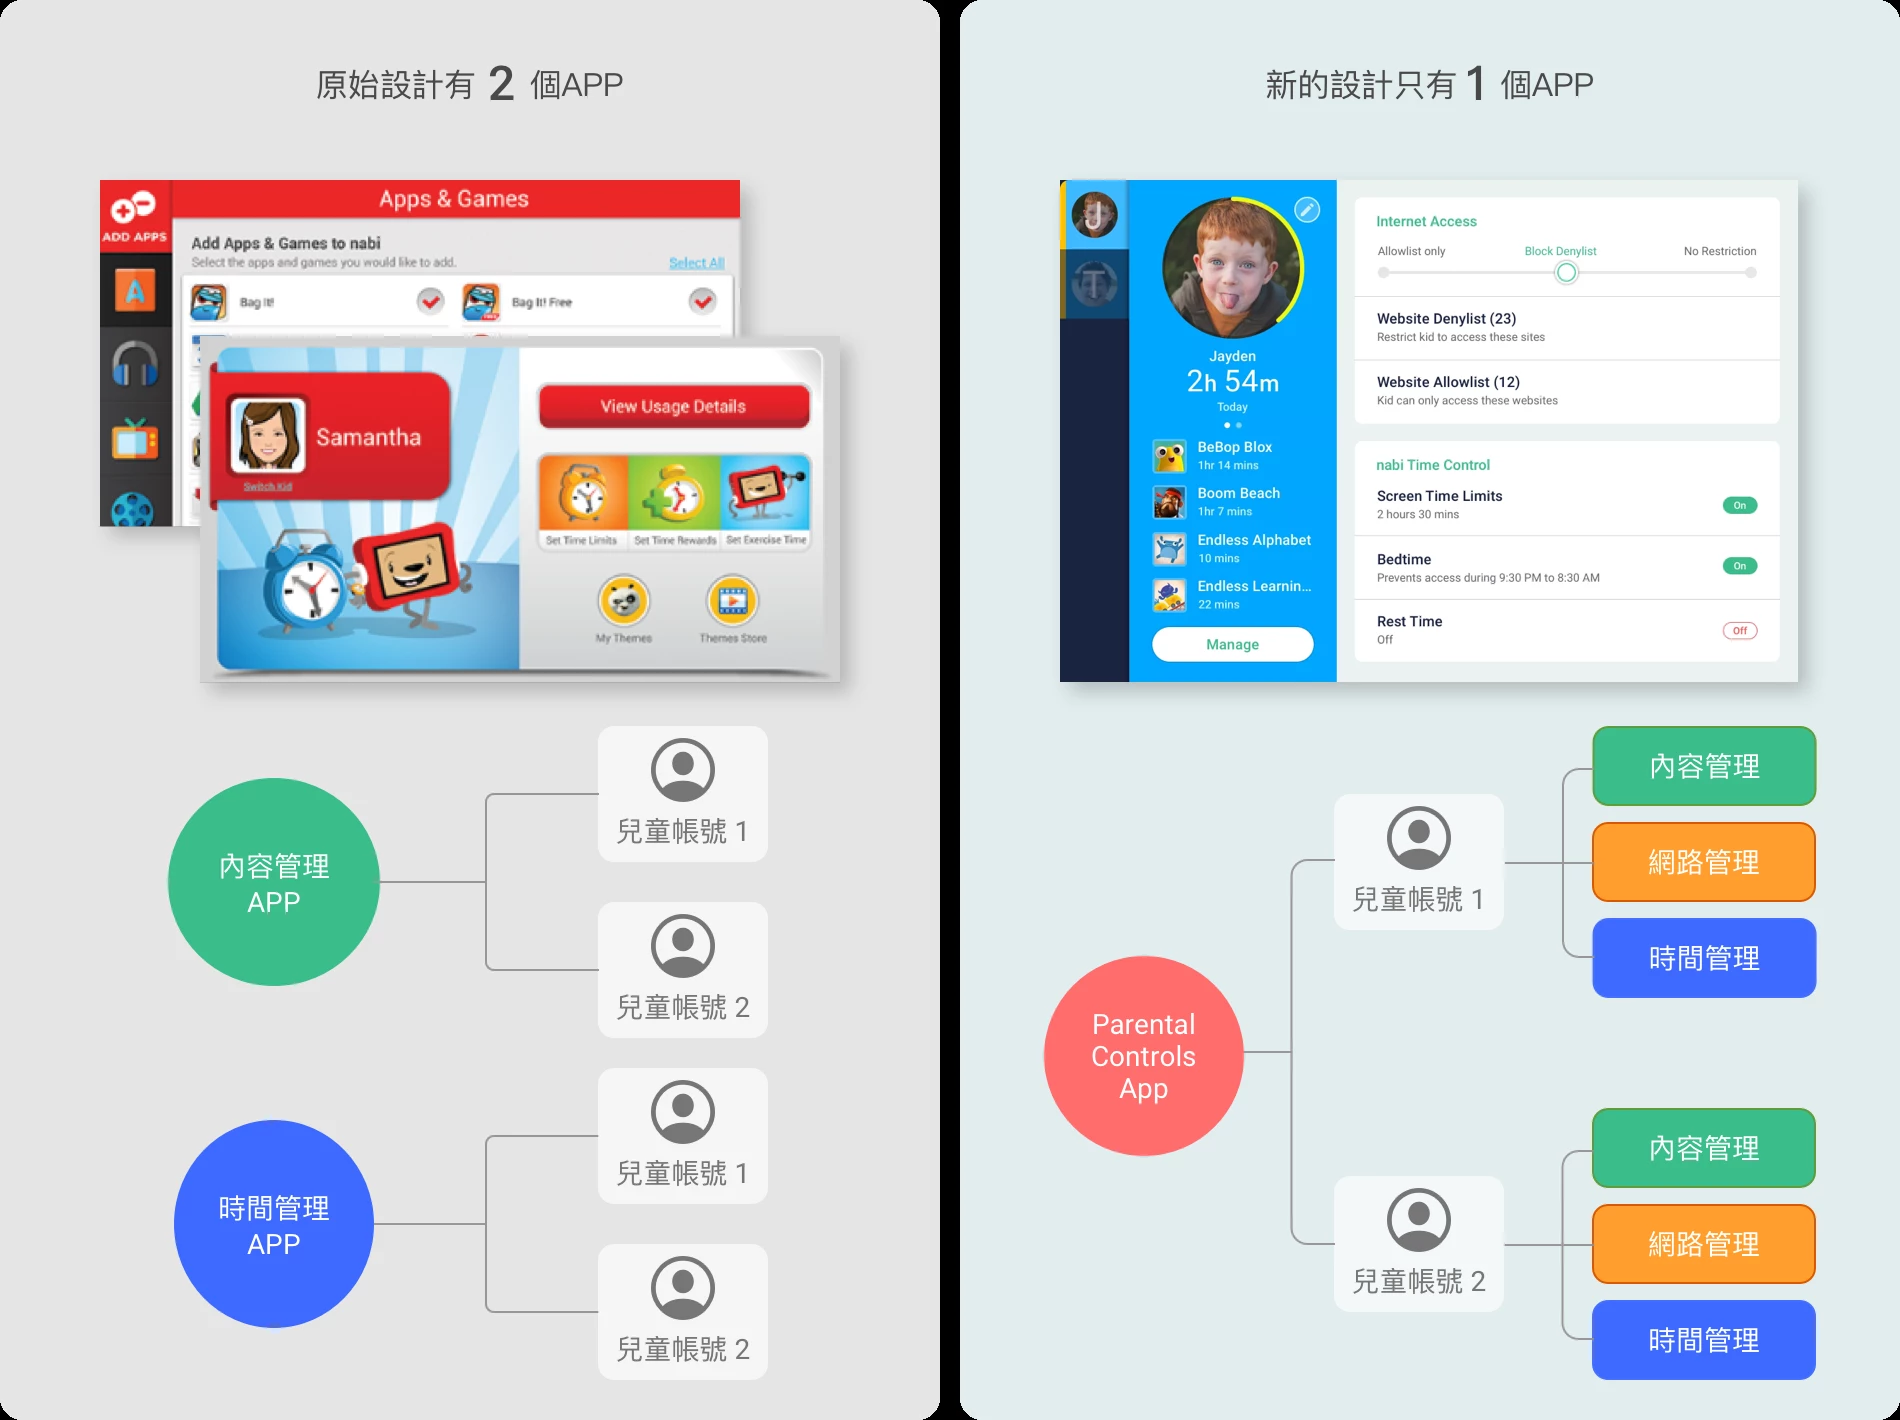 原始設計有 2 個APP
ADD APPS
Apps & Games
Add Apps & Games to nabi
Select the apps and games you would like to add.
Select All
Bag It!
Bag It! Free
Samantha
Switch Kid
View Usage Details
Set Time Limits
Set Time Rewards
Set Exercise Time
My Themes
Themes Store
內容管理
APP
兒童帳號 1
兒童帳號 2
時間管理
APP
兒童帳號 1
兒童帳號 2
新的設計只有 1 個APP
J
T
Jayden
2h 54m
Today
BeBop Blox
1hr 14 mins
Boom Beach
1hr 7 mins
Endless Alphabet
10 mins
Endless Learnin...
22 mins
Manage
Internet Access
Allowlist only
Block Denylist
No Restriction
Website Denylist (23)
Restrict kid to access these sites
Website Allowlist (12)
Kid can only access these websites
nabi Time Control
Screen Time Limits
2 hours 30 mins
On
Bedtime
Prevents access during 9:30 PM to 8:30 AM
On
Rest Time
Off
Off
Parental
Controls
App
兒童帳號 1
內容管理
網路管理
時間管理
兒童帳號 2
內容管理
網路管理
時間管理